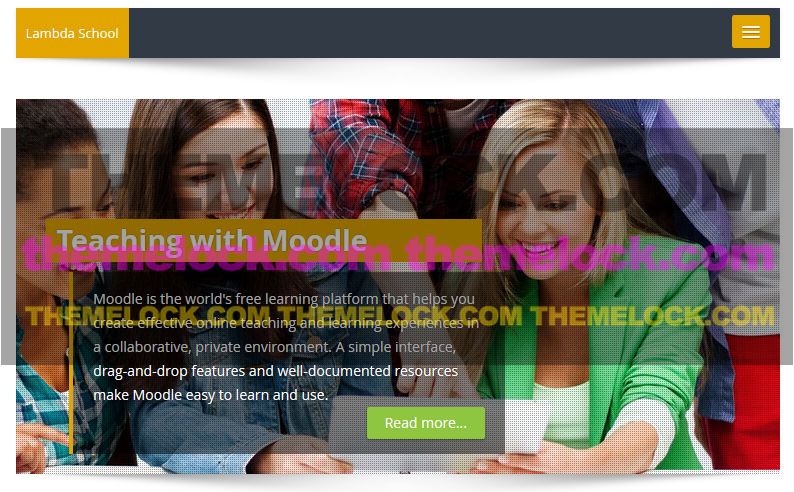 Lambda School
THEMELOCK.COM
Teaching with Moodle
themelock.com themelock.com
Moodle is the world's free learning platform that helps you
THEMELOCK.COM THEMELOCK.COM THEMELOCK.COM
create effective online teaching and learning experiences in
a collaborative, private environment. A simple interface,
drag-and-drop features and well-documented resources
make Moodle easy to learn and use.
Read more...